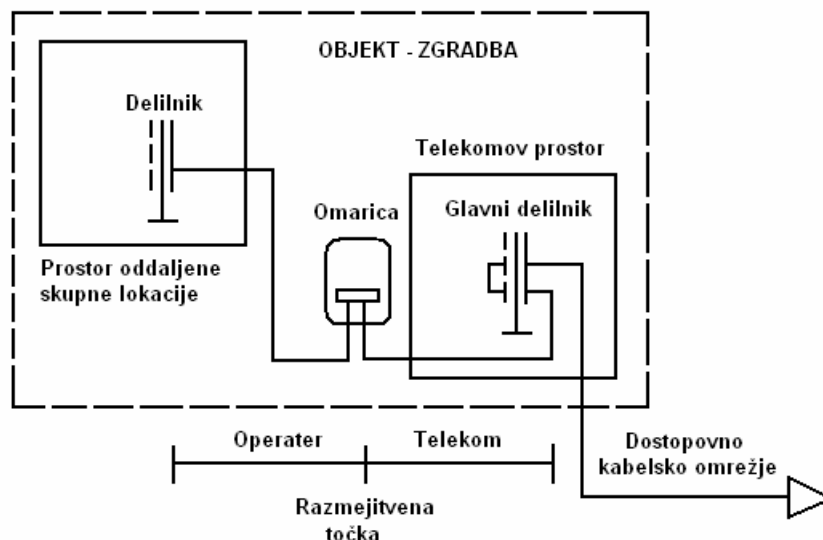 OBJEKT - ZGRADBA
Delilnik
Telekomov prostor
Omarica
Glavni delilnik
Prostor oddaljene
skupne lokacije
Operater
Telekom
Dostopovno
kabelsko omrežje
Razmejitvena
točka